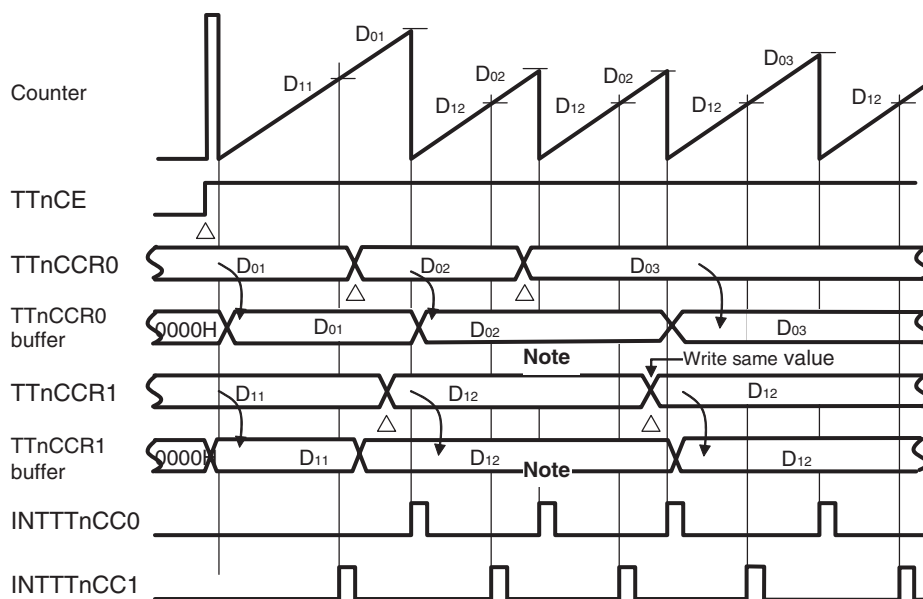 Counter
D11
D01
D12
D02
D12
D02
D12
D03
D12
TTnCE
TTnCCR0
D01
D02
D03
TTnCCR0
buffer
0000H
D01
D02
D03
Note
Write same value
TTnCCR1
D11
D12
D12
TTnCCR1
buffer
0000H
D11
D12
Note
D12
INTTTnCC0
INTTTnCC1